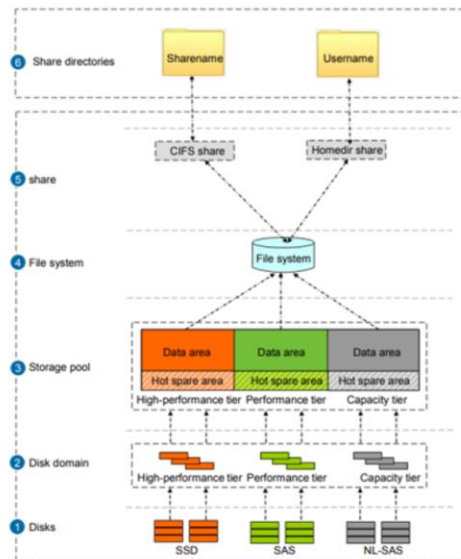 6 Share directories
Sharename
Username
5 share
CIFS share
Homedir share
4 File system
File system
3 Storage pool
Data area Data area Data area
Hot spare area Hot spare area Hot spare area
High-performance tier Performance tier Capacity tier
2 Disk domain
High-performance tier Performance tier Capacity tier
1 Disks
SSD SAS NL-SAS